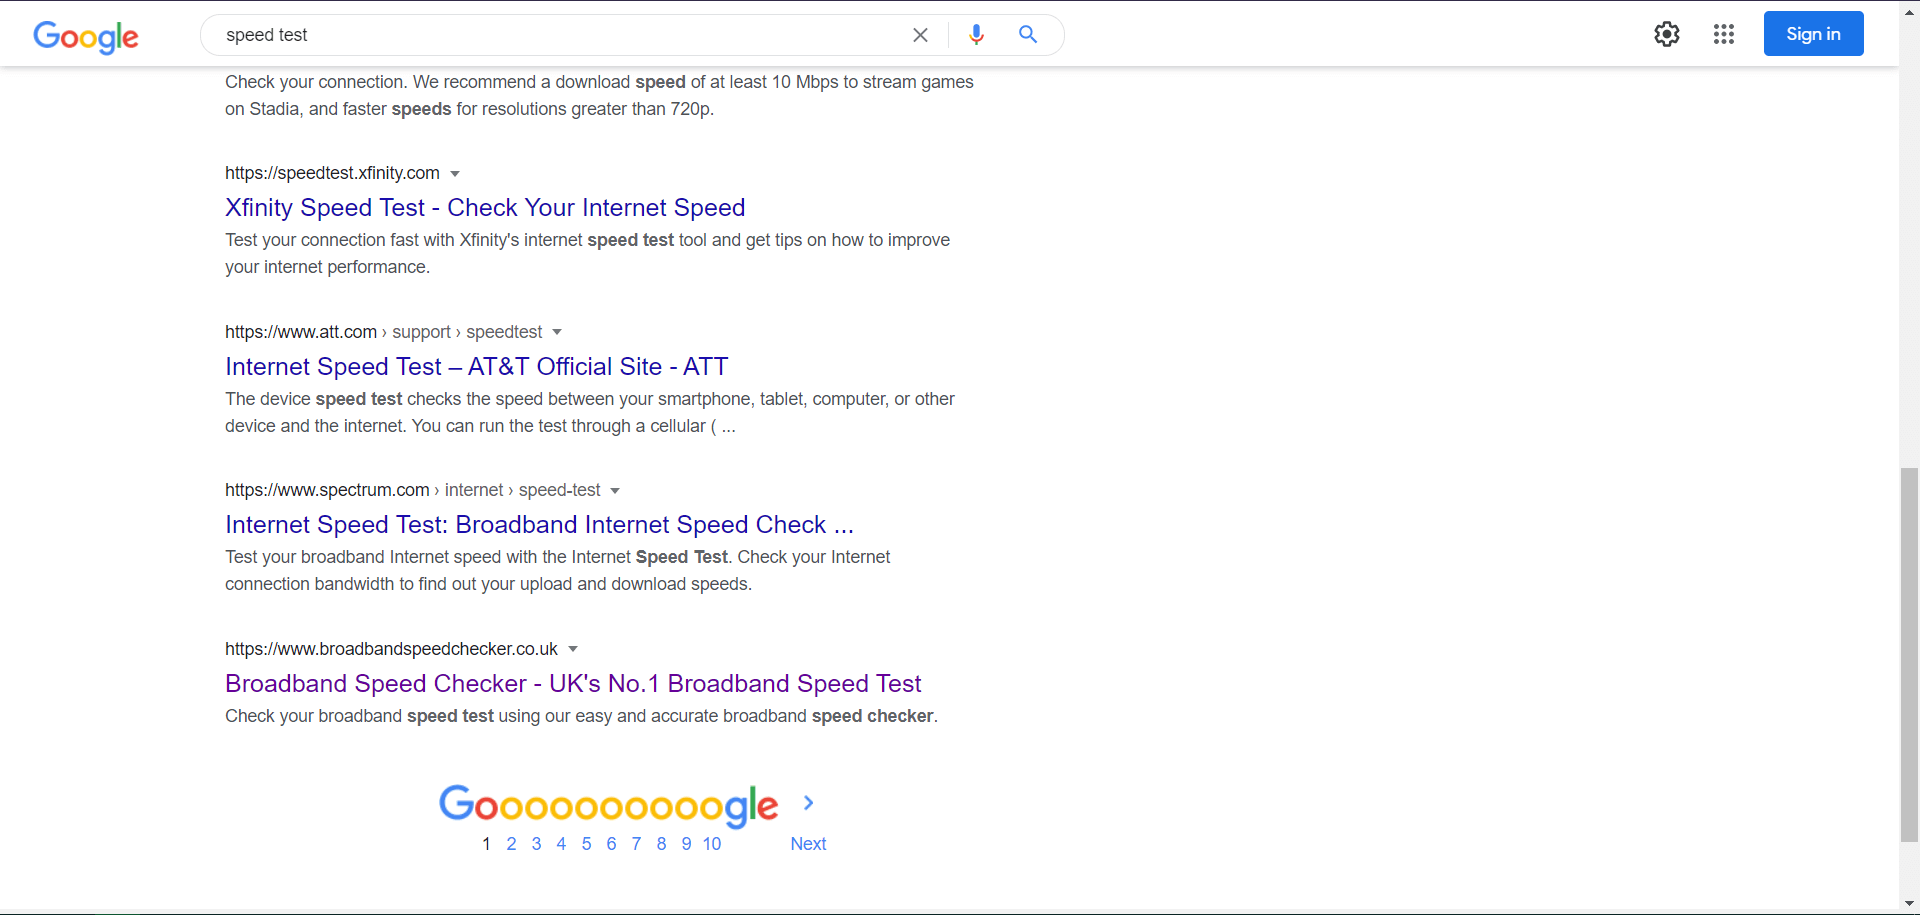 Google
speed test
Sign in
Check your connection. We recommend a download speed of at least 10 Mbps to stream games
on Stadia, and faster speeds for resolutions greater than 720p.
https://speedtest.xfinity.com
Xfinity Speed Test - Check Your Internet Speed
Test your connection fast with Xfinity's internet speed test tool and get tips on how to improve
your internet performance.
https://www.att.com › support › speedtest
Internet Speed Test – AT&T Official Site - ATT
The device speed test checks the speed between your smartphone, tablet, computer, or other
device and the internet. You can run the test through a cellular ( ...
https://www.spectrum.com › internet › speed-test
Internet Speed Test: Broadband Internet Speed Check ...
Test your broadband Internet speed with the Internet Speed Test. Check your Internet
connection bandwidth to find out your upload and download speeds.
https://www.broadbandspeedchecker.co.uk
Broadband Speed Checker - UK's No.1 Broadband Speed Test
Check your broadband speed test using our easy and accurate broadband speed checker.
Goooooooooogle
1 2 3 4 5 6 7 8 9 10 Next